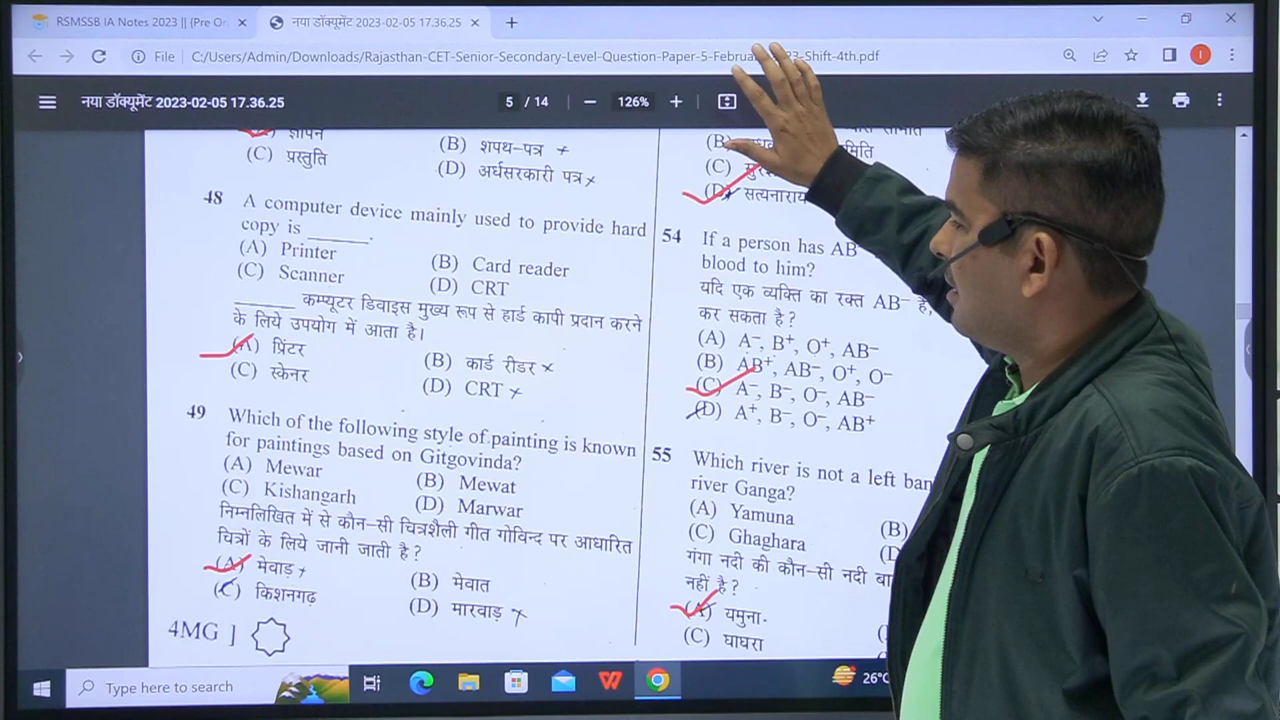 RSMSSB IA Notes 2023 || (Pre Or
नया डॉक्यूमेंट 2023-02-05 17.36.25
File
C:/Users/Admin/Downloads/Rajasthan-CET-Senior-Secondary-Level-Question-Paper-5-Februa 23-Shift-4th.pdf
नया डॉक्यूमेंट 2023-02-05 17.36.25
5 / 14
126%
ज्ञापन
(B) शपथ-पत्र
(C) प्रस्तुति
(D) अर्धसरकारी पत्र
48 A computer device mainly used to provide hard
copy is ______.
(A) Printer
(B) Card reader
(C) Scanner
(D) CRT
______ कम्प्यूटर डिवाइस मुख्य रूप से हार्ड कापी प्रदान करने
के लिये उपयोग में आता है।
(A) प्रिंटर
(B) कार्ड रीडर
(C) स्केनर
(D) CRT
49 Which of the following style of painting is known
for paintings based on Gitgovinda?
(A) Mewar
(B) Mewat
(C) Kishangarh
(D) Marwar
निम्नलिखित में से कौन-सी चित्रशैली गीत गोविन्द पर आधारित
चित्रों के लिये जानी जाती है?
(A) मेवाड़
(B) मेवात
(C) किशनगढ़
(D) मारवाड़
4MG ]
(B)
(C)
(D) सत्यनाराय
54 If a person has AB⁻
blood to him?
यदि एक व्यक्ति का रक्त AB⁻ है,
कर सकता है?
(A) A⁻, B⁺, O⁺, AB⁻
(B) AB⁺, AB⁻, O⁺, O⁻
(C) A⁻, B⁻, O⁻, AB⁻
(D) A⁺, B⁻, O⁻, AB⁺
55 Which river is not a left ban
river Ganga?
(A) Yamuna
(B)
(C) Ghaghara
(D
गंगा नदी की कौन-सी नदी बा
नहीं है?
(A) यमुना
(C) घाघरा
Type here to search
26°C